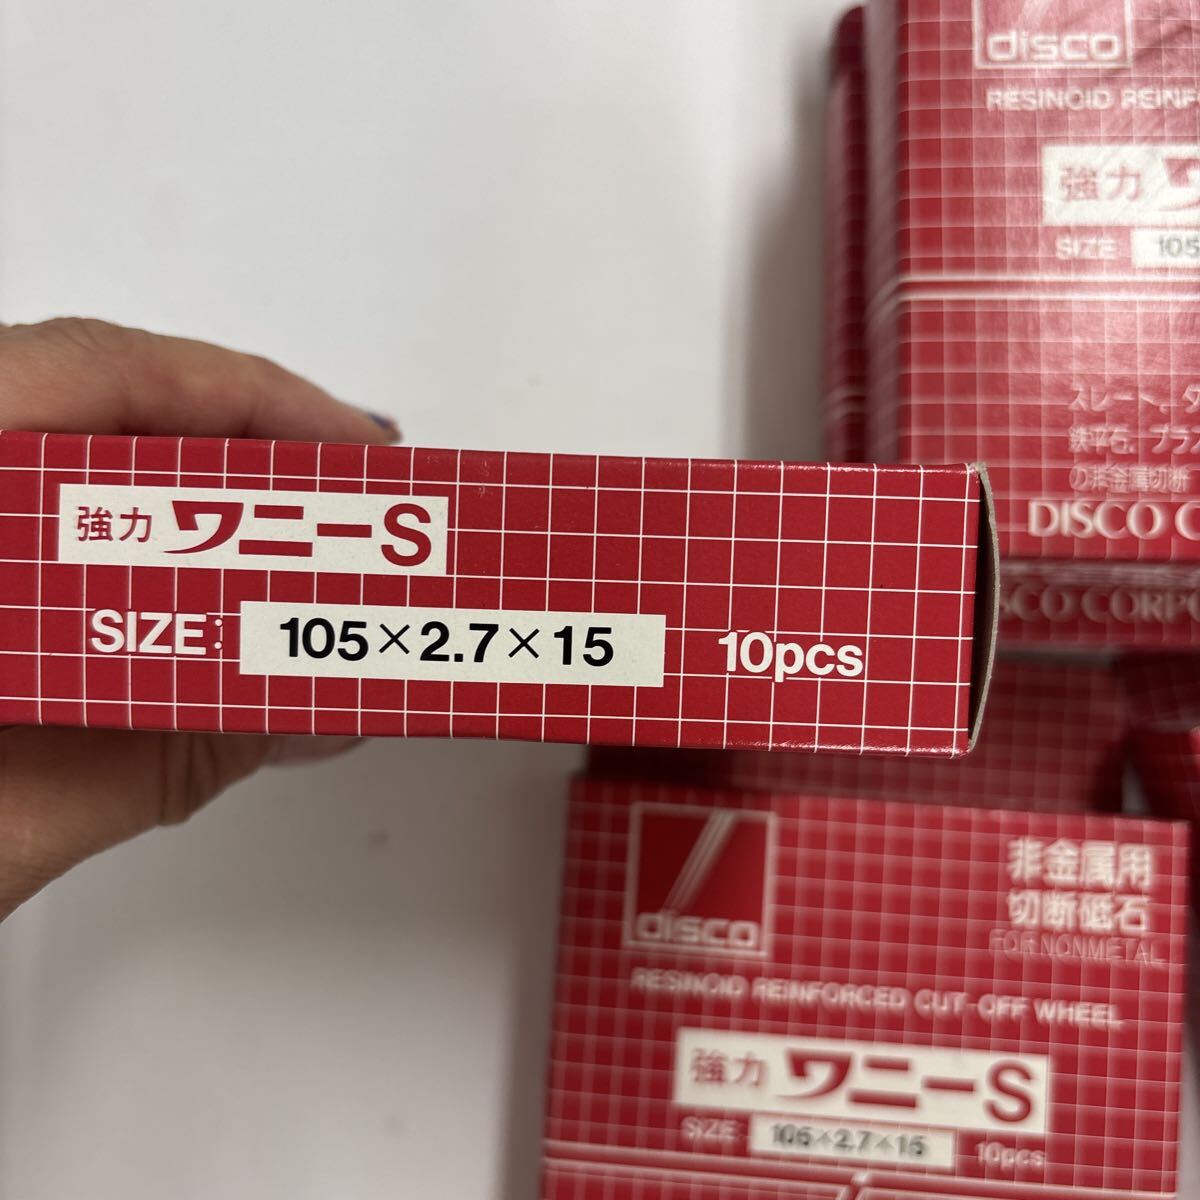 強力 ワニーS
SIZE: 105×2.7×15 10pcs
disco
RESINOID REINF
強力 ワ
SIZE 105
スレート、タ
鉄平石、プラス
の非金属切断
DISCO C
SCO CORPO
disco
非金属用
切断砥石
FOR NONMETAL
RESINOID REINFORCED CUT-OFF WHEEL
強力 ワニーS
SIZE: 105×2.7×15 10pcs